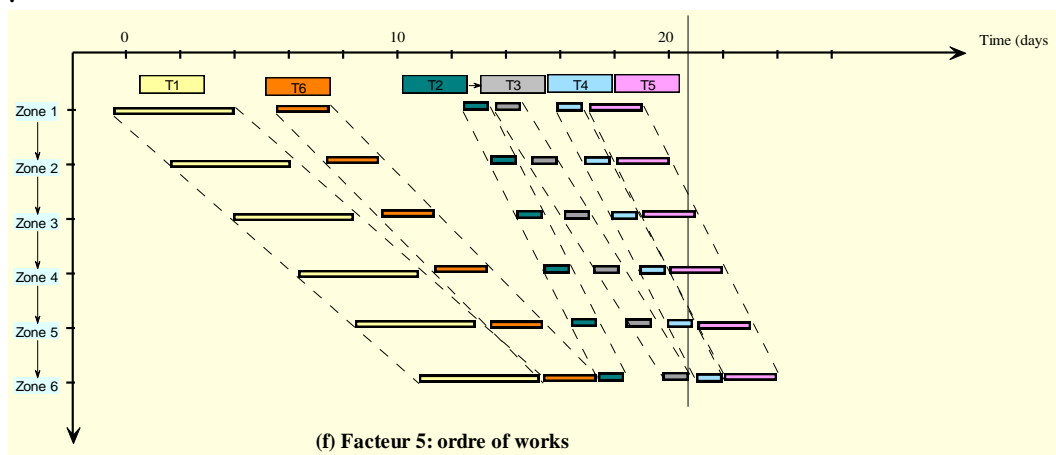 0 10 20 Time (days
T1 T6 T2 T3 T4 T5
Zone 1
Zone 2
Zone 3
Zone 4
Zone 5
Zone 6
(f) Facteur 5: ordre of works